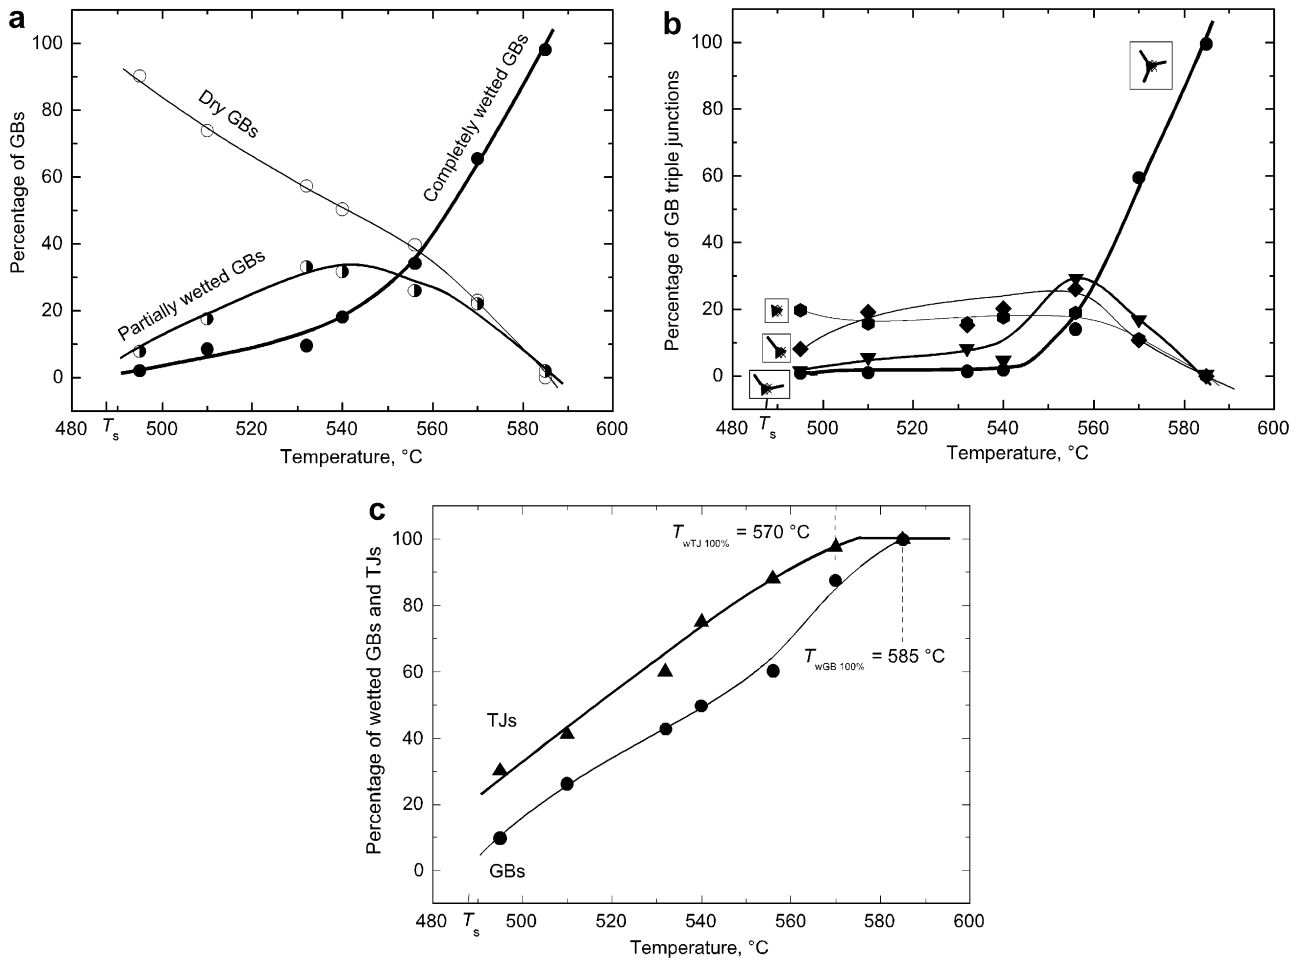 a
100
80
60
40
20
0
Percentage of GBs
Dry GBs
Completely wetted GBs
Partially wetted GBs
480 Ts 500 520 540 560 580 600
Temperature, °C
b
100
80
60
40
20
0
Percentage of GB triple junctions
480 Ts 500 520 540 560 580 600
Temperature, °C
c
100
80
60
40
20
0
Percentage of wetted GBs and TJs
TwTJ 100% = 570 °C
TwGB 100% = 585 °C
TJs
GBs
480 Ts 500 520 540 560 580 600
Temperature, °C